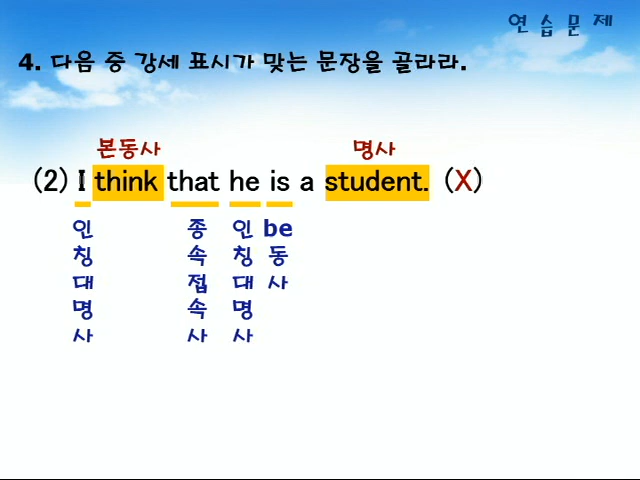 연습문제
4. 다음 중 강세 표시가 맞는 문장을 골라라.
본동사 명사
(2) I think that he is a student. (X)
인칭대명사 종속접속사 인칭대명사 be동사